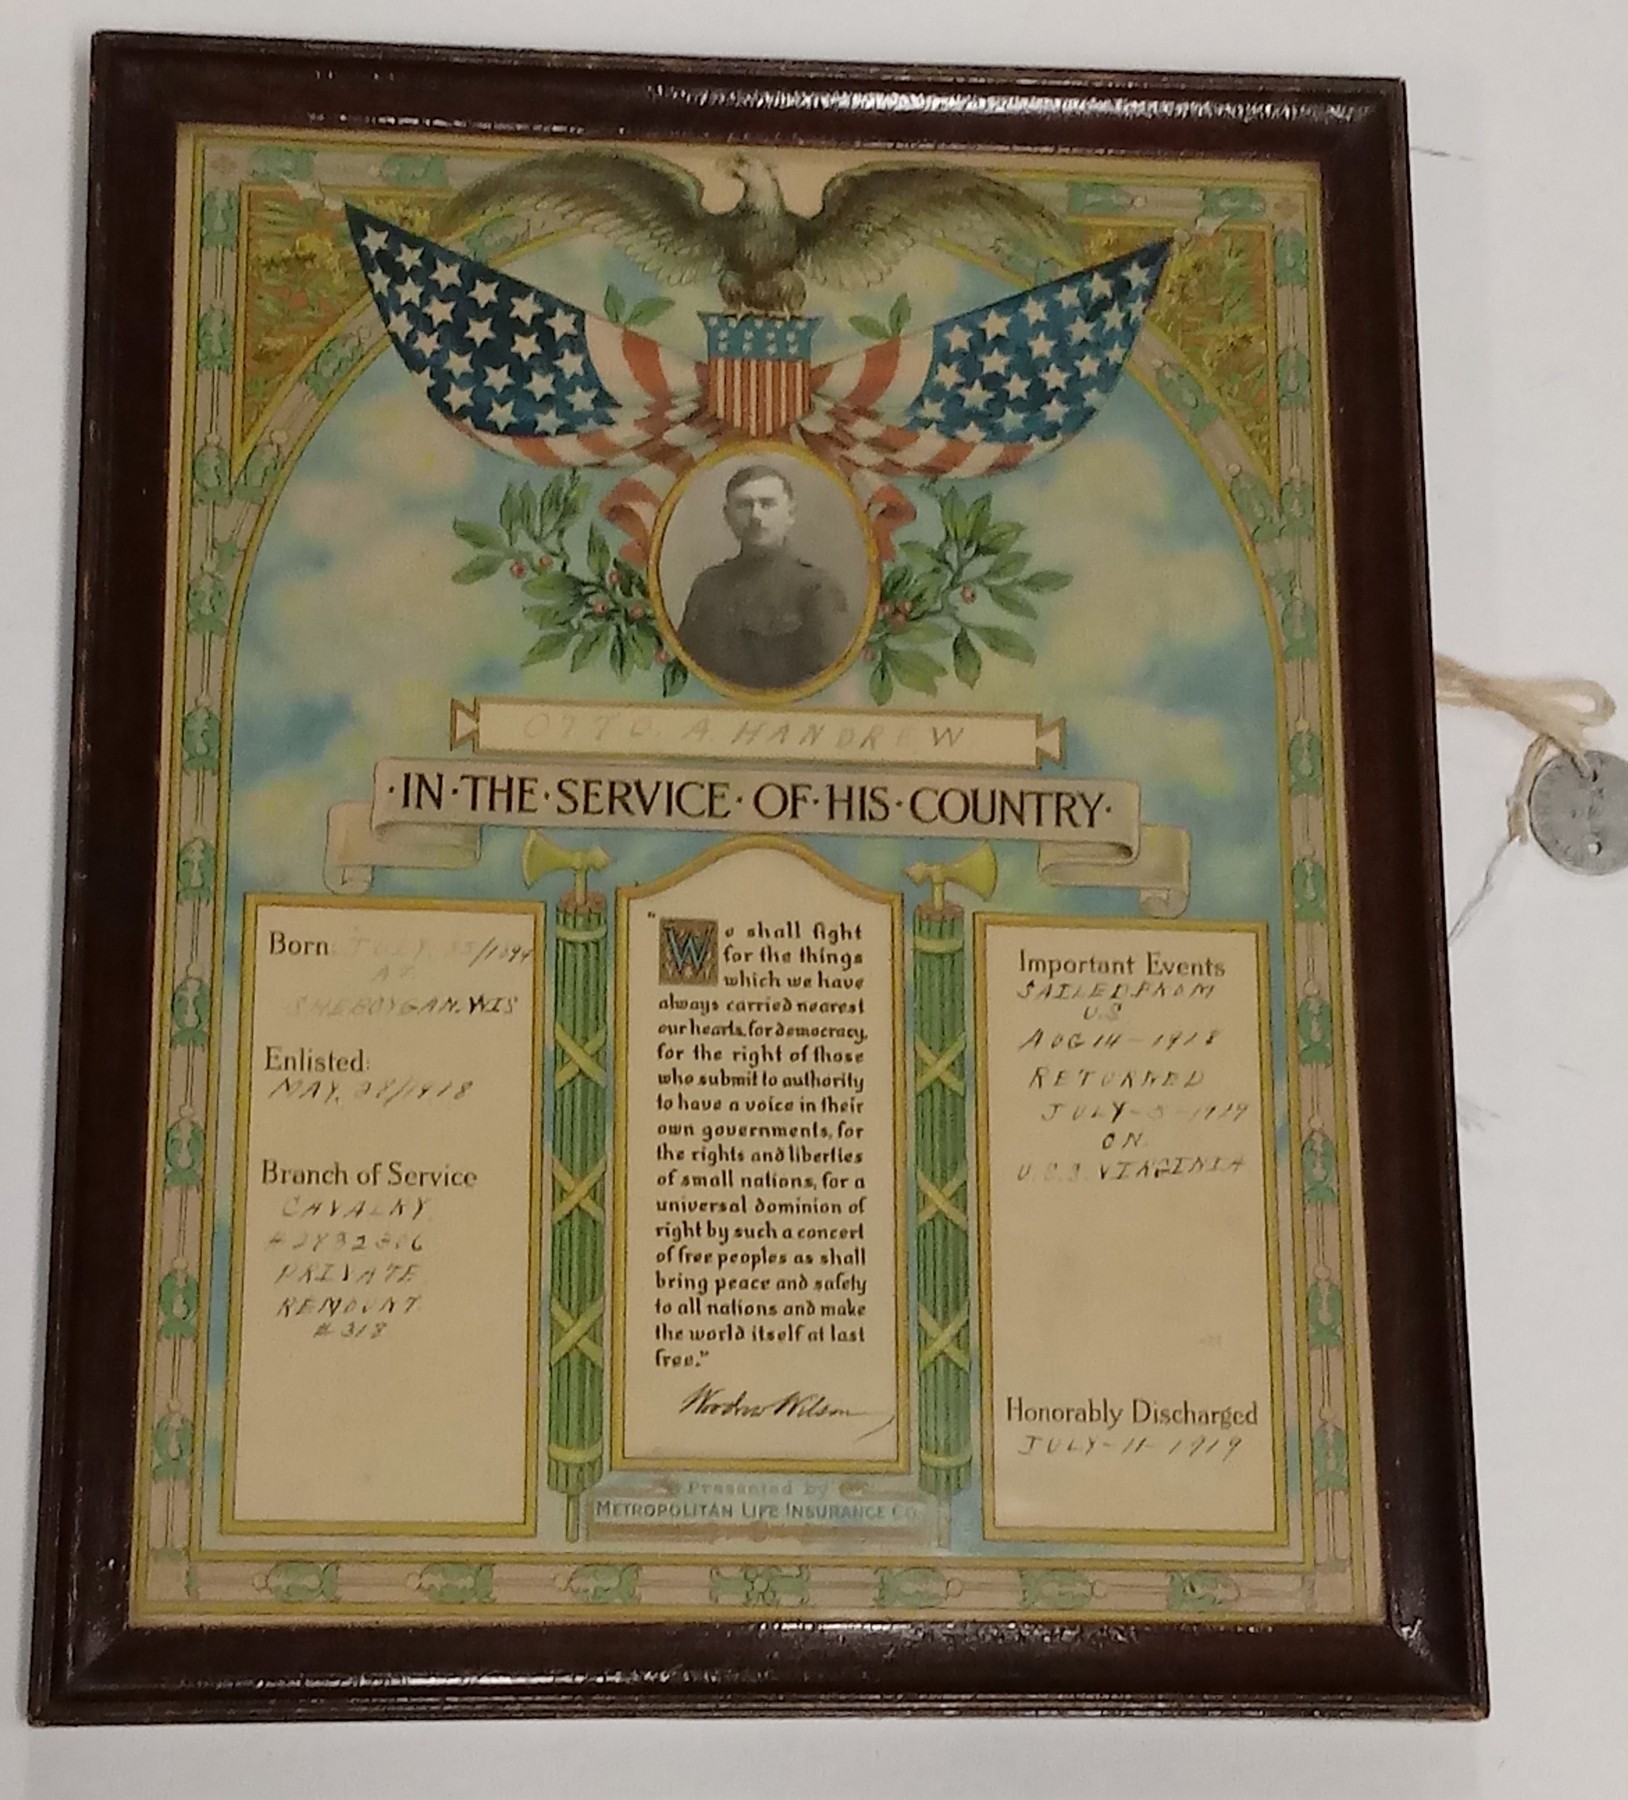 OTTO. A. HANDREW
·IN·THE·SERVICE·OF·HIS·COUNTRY·
Born: JULY /1894
AT
SHEBOYGAN. WIS
Enlisted:
MAY. 28/1918
Branch of Service
CAVALRY
PRIVATE
REMOUNT
# 318
"We shall fight
for the things
which we have
always carried nearest
our hearts, for democracy,
for the right of those
who submit to authority
to have a voice in their
own governments, for
the rights and liberties
of small nations, for a
universal dominion of
right by such a concert
of free peoples as shall
bring peace and safety
to all nations and make
the world itself at last
free."
Woodrow Wilson
Presented by
METROPOLITAN LIFE INSURANCE CO.
Important Events
SAILED FROM
U.S
AUG 14 - 1918
RETURNED
JULY - 5 - 1919
ON.
U.S.S. VIRGINIA
Honorably Discharged
JULY - 11 - 1919